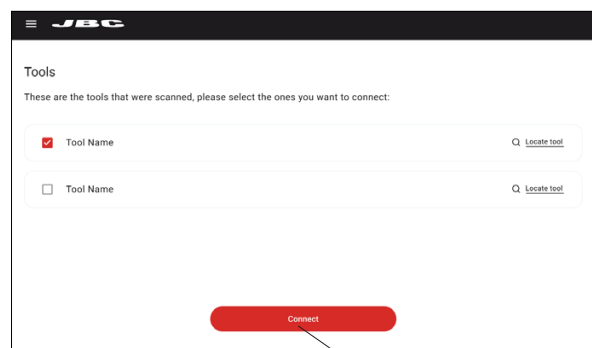 JBC
Tools
These are the tools that were scanned, please select the ones you want to connect:
Tool Name Locate tool
Tool Name Locate tool
Connect